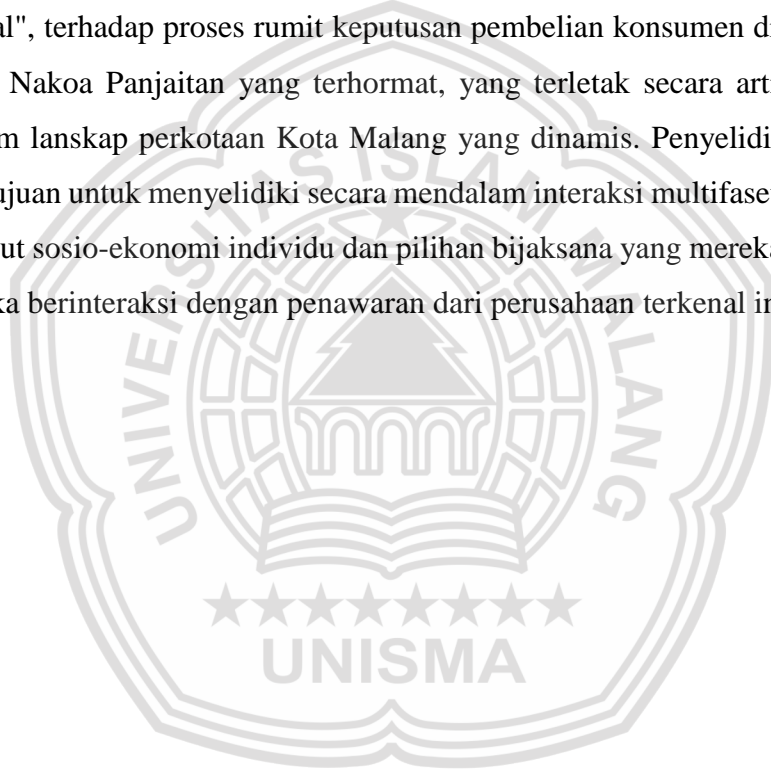 al", terhadap proses rumit keputusan pembelian konsumen d
Nakoa Panjaitan yang terhormat, yang terletak secara art
m lanskap perkotaan Kota Malang yang dinamis. Penyelidi
ujuan untuk menyelidiki secara mendalam interaksi multifase
ut sosio-ekonomi individu dan pilihan bijaksana yang mereka
ka berinteraksi dengan penawaran dari perusahaan terkenal in
UNIVERSITAS ISLAM MALANG
UNISMA